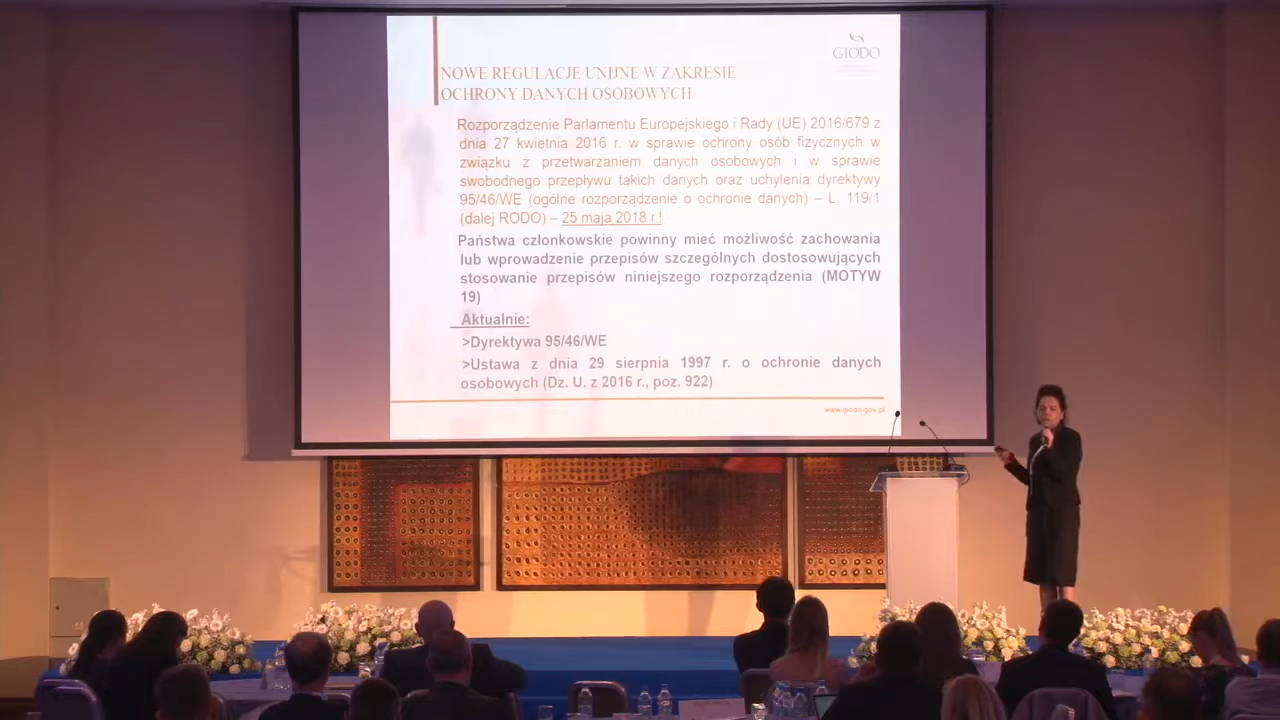 GIODO
NOWE REGULACJE UNIJNE W ZAKRESIE
OCHRONY DANYCH OSOBOWYCH
Rozporządzenie Parlamentu Europejskiego i Rady (UE) 2016/679 z
dnia 27 kwietnia 2016 r. w sprawie ochrony osób fizycznych w
związku z przetwarzaniem danych osobowych i w sprawie
swobodnego przepływu takich danych oraz uchylenia dyrektywy
95/46/WE (ogólne rozporządzenie o ochronie danych) – L. 119/1
(dalej RODO) – 25 maja 2018 r.!
Państwa członkowskie powinny mieć możliwość zachowania
lub wprowadzenie przepisów szczególnych dostosowujących
stosowanie przepisów niniejszego rozporządzenia (MOTYW
19)
Aktualnie:
>Dyrektywa 95/46/WE
>Ustawa z dnia 29 sierpnia 1997 r. o ochronie danych
osobowych (Dz. U. z 2016 r., poz. 922)
www.giodo.gov.pl